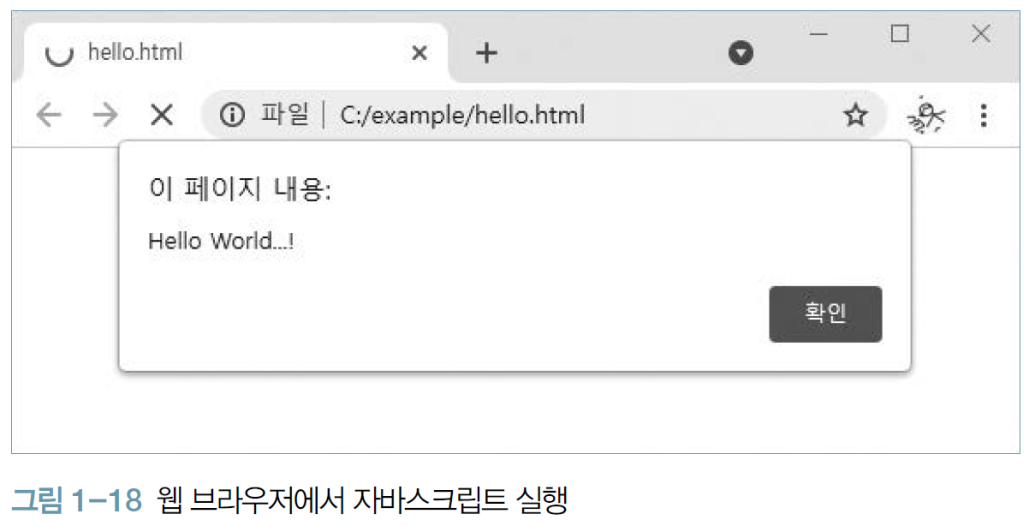 hello.html
파일 | C:/example/hello.html
이 페이지 내용:
Hello World...!
확인
그림 1-18 웹 브라우저에서 자바스크립트 실행